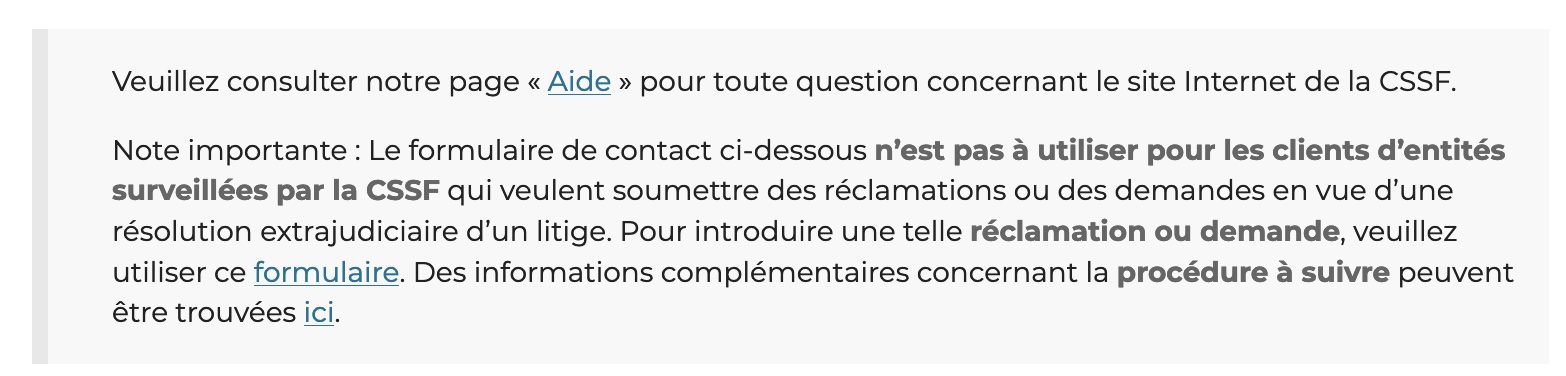 Veuillez consulter notre page « Aide » pour toute question concernant le site Internet de la CSSF.
Note importante : Le formulaire de contact ci-dessous n’est pas à utiliser pour les clients d’entités
surveillées par la CSSF qui veulent soumettre des réclamations ou des demandes en vue d’une
résolution extrajudiciaire d’un litige. Pour introduire une telle réclamation ou demande, veuillez
utiliser ce formulaire. Des informations complémentaires concernant la procédure à suivre peuvent
être trouvées ici.